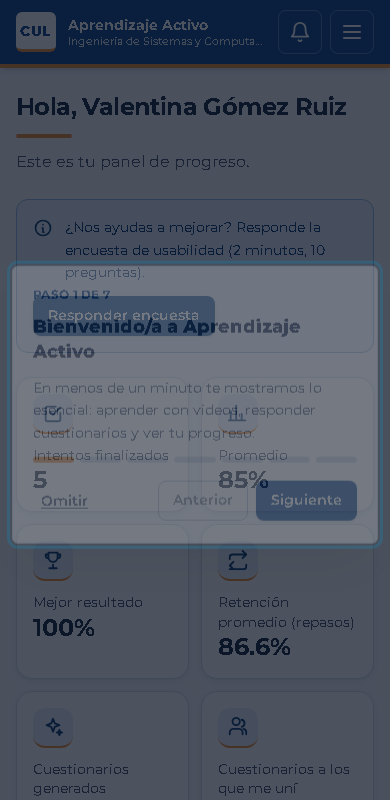 CUL
Aprendizaje Activo
Ingeniería de Sistemas y Computa...
Hola, Valentina Gómez Ruiz
Este es tu panel de progreso.
¿Nos ayudas a mejorar? Responde la
encuesta de usabilidad (2 minutos, 10
preguntas).
Responder encuesta
PASO 1 DE 7
Bienvenido/a a Aprendizaje
Activo
En menos de un minuto te mostramos lo
esencial: aprender con videos, responder
cuestionarios y ver tu progreso.
Omitir
Anterior
Siguiente
Intentos finalizados
5
Promedio
85%
Mejor resultado
100%
Retención
promedio (repasos)
86.6%
Cuestionarios
generados
Cuestionarios a los
que me uní